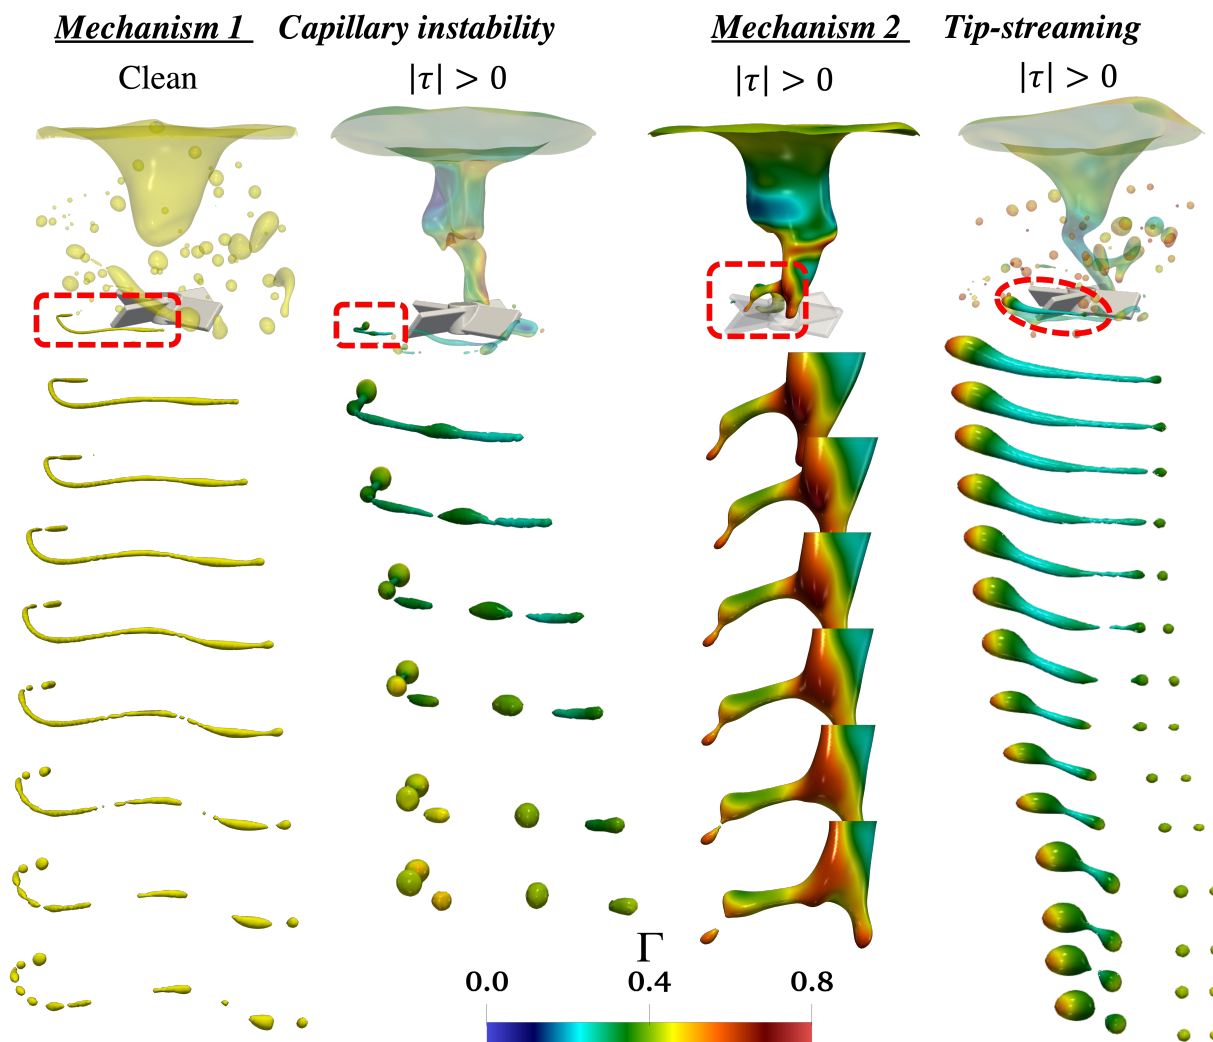 Mechanism 1 Capillary instability Mechanism 2 Tip-streaming
Clean |τ| > 0 |τ| > 0 |τ| > 0
Γ
0.0 0.4 0.8